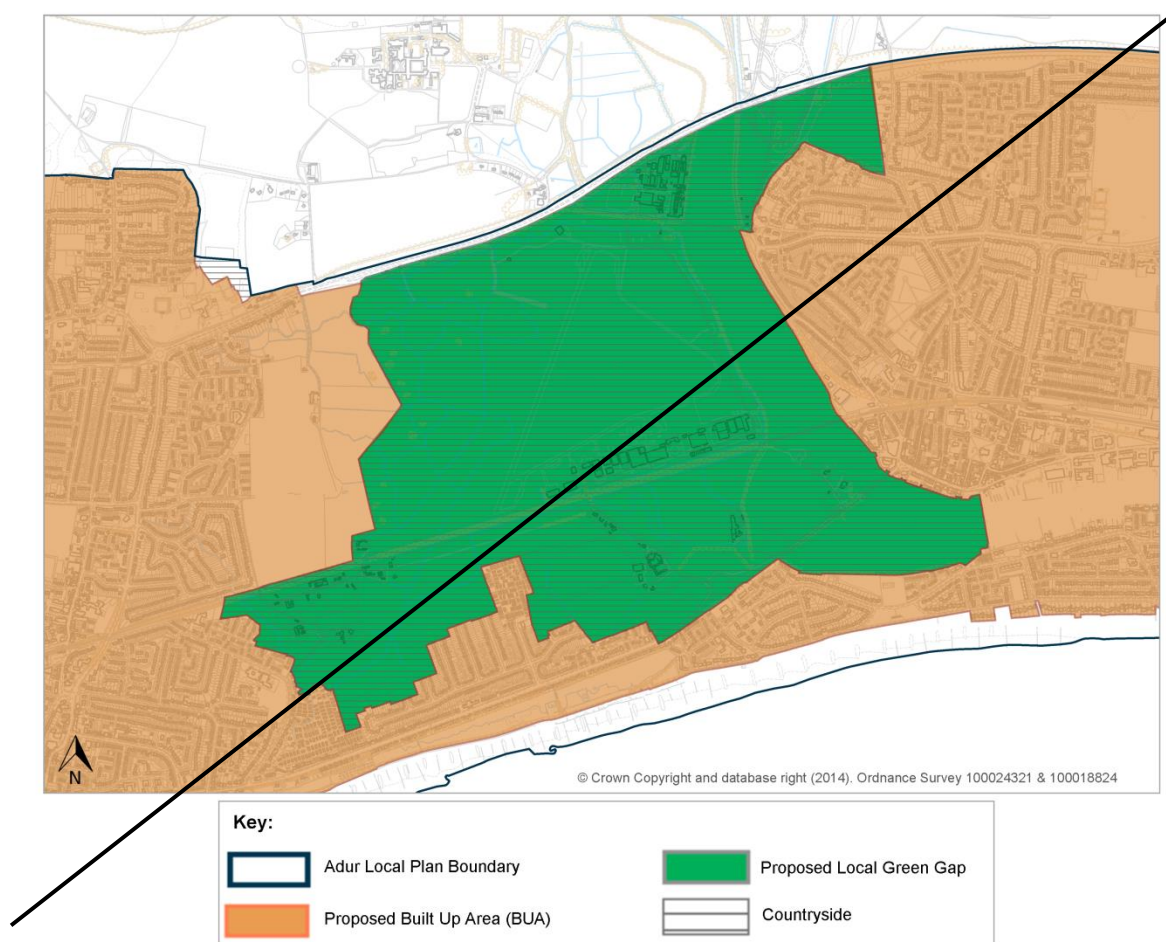 N
© Crown Copyright and database right (2014). Ordnance Survey 100024321 & 100018824
Key:
Adur Local Plan Boundary
Proposed Local Green Gap
Proposed Built Up Area (BUA)
Countryside